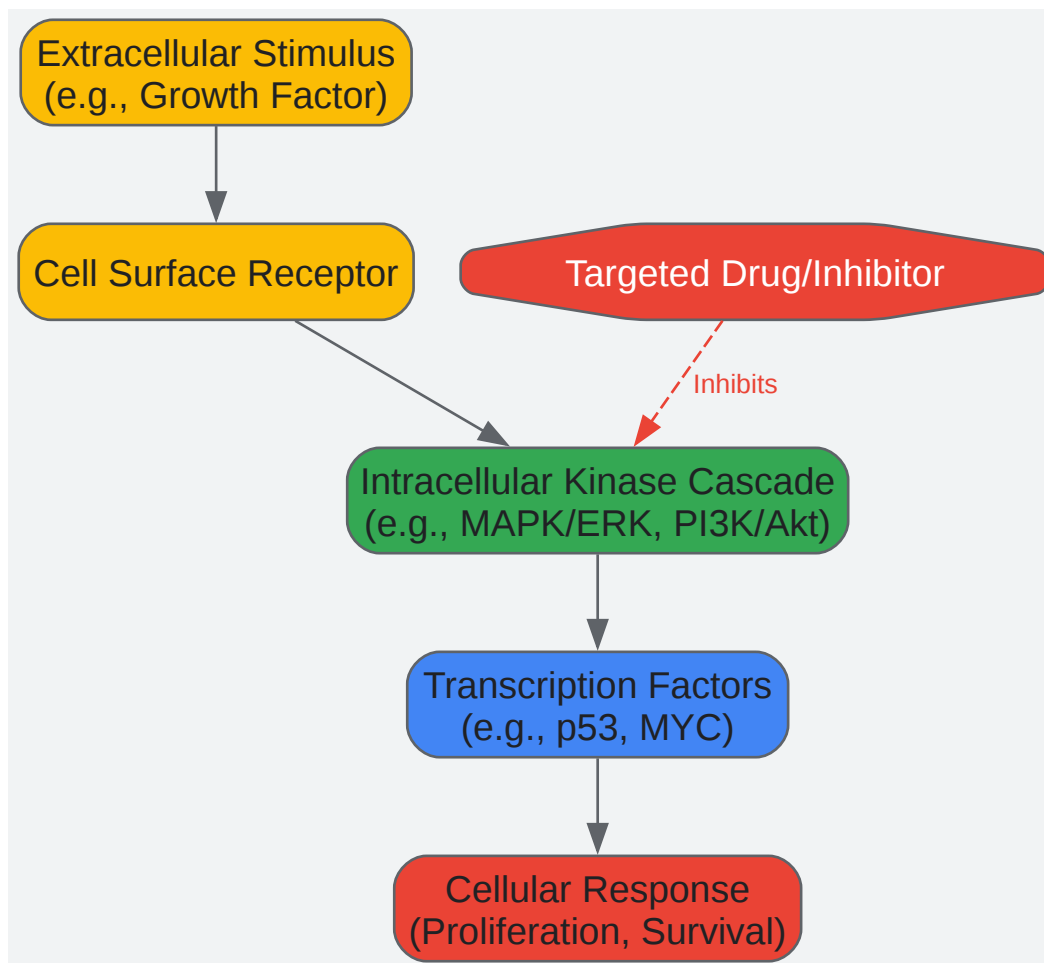 Extracellular Stimulus
(e.g., Growth Factor)
Cell Surface Receptor
Targeted Drug/Inhibitor
Inhibits
Intracellular Kinase Cascade
(e.g., MAPK/ERK, PI3K/Akt)
Transcription Factors
(e.g., p53, MYC)
Cellular Response
(Proliferation, Survival)